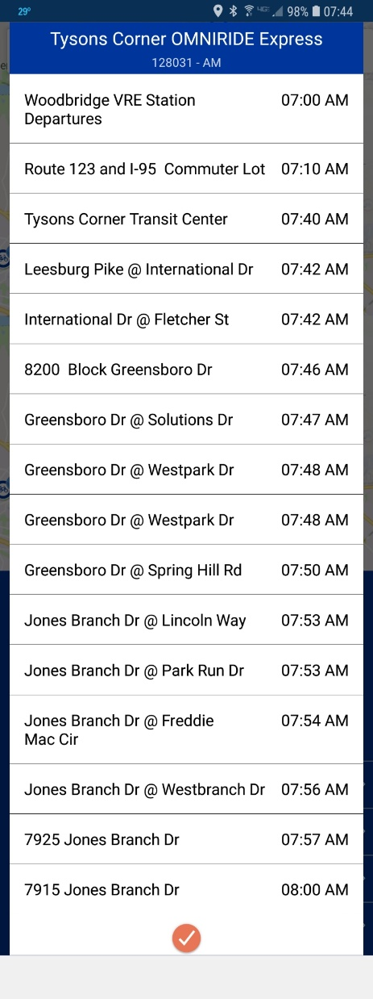 29° 4G 98% 07:44
Tysons Corner OMNIRIDE Express
128031 - AM
Woodbridge VRE Station 07:00 AM
Departures
Route 123 and I-95 Commuter Lot 07:10 AM
Tysons Corner Transit Center 07:40 AM
Leesburg Pike @ International Dr 07:42 AM
International Dr @ Fletcher St 07:42 AM
8200 Block Greensboro Dr 07:46 AM
Greensboro Dr @ Solutions Dr 07:47 AM
Greensboro Dr @ Westpark Dr 07:48 AM
Greensboro Dr @ Westpark Dr 07:48 AM
Greensboro Dr @ Spring Hill Rd 07:50 AM
Jones Branch Dr @ Lincoln Way 07:53 AM
Jones Branch Dr @ Park Run Dr 07:53 AM
Jones Branch Dr @ Freddie 07:54 AM
Mac Cir
Jones Branch Dr @ Westbranch Dr 07:56 AM
7925 Jones Branch Dr 07:57 AM
7915 Jones Branch Dr 08:00 AM